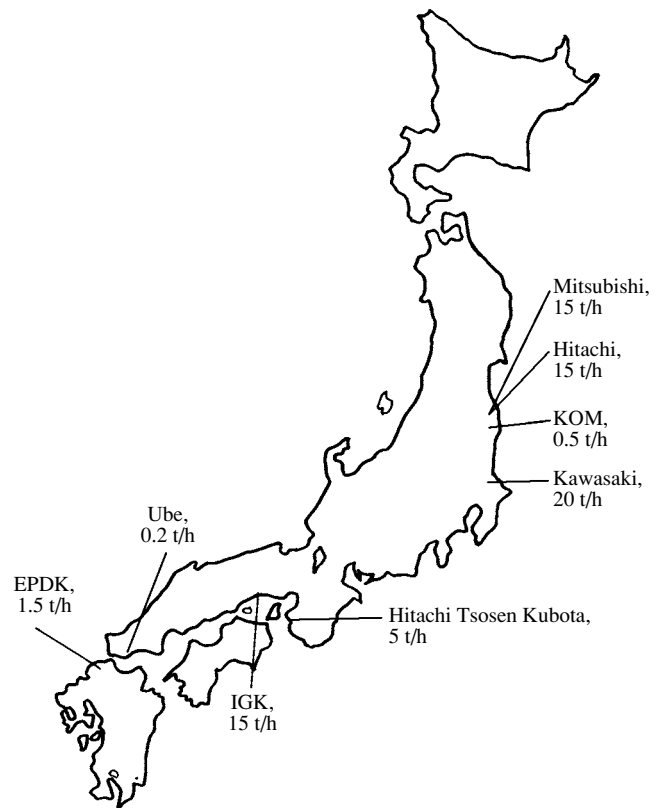 Mitsubishi,
15 t/h
Hitachi,
15 t/h
KOM,
0.5 t/h
Kawasaki,
20 t/h
Ube,
0.2 t/h
EPDK,
1.5 t/h
Hitachi Tsosen Kubota,
5 t/h
IGK,
15 t/h